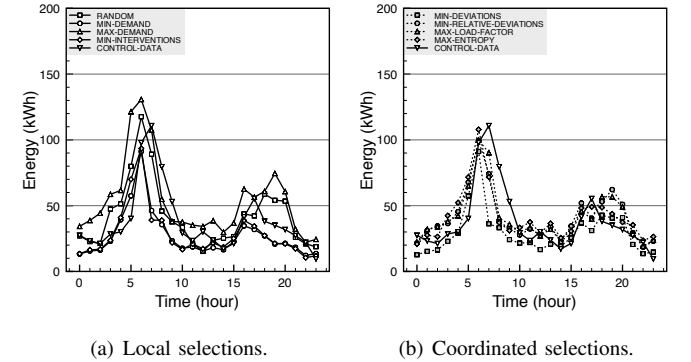 200
150
100
50
0
Energy (kWh)
0 5 10 15 20
Time (hour)
RANDOM
MIN-DEMAND
MAX-DEMAND
MIN-INTERVENTIONS
CONTROL-DATA
(a) Local selections.
200
150
100
50
0
Energy (kWh)
0 5 10 15 20
Time (hour)
MIN-DEVIATIONS
MIN-RELATIVE-DEVIATIONS
MAX-LOAD-FACTOR
MAX-ENTROPY
CONTROL-DATA
(b) Coordinated selections.